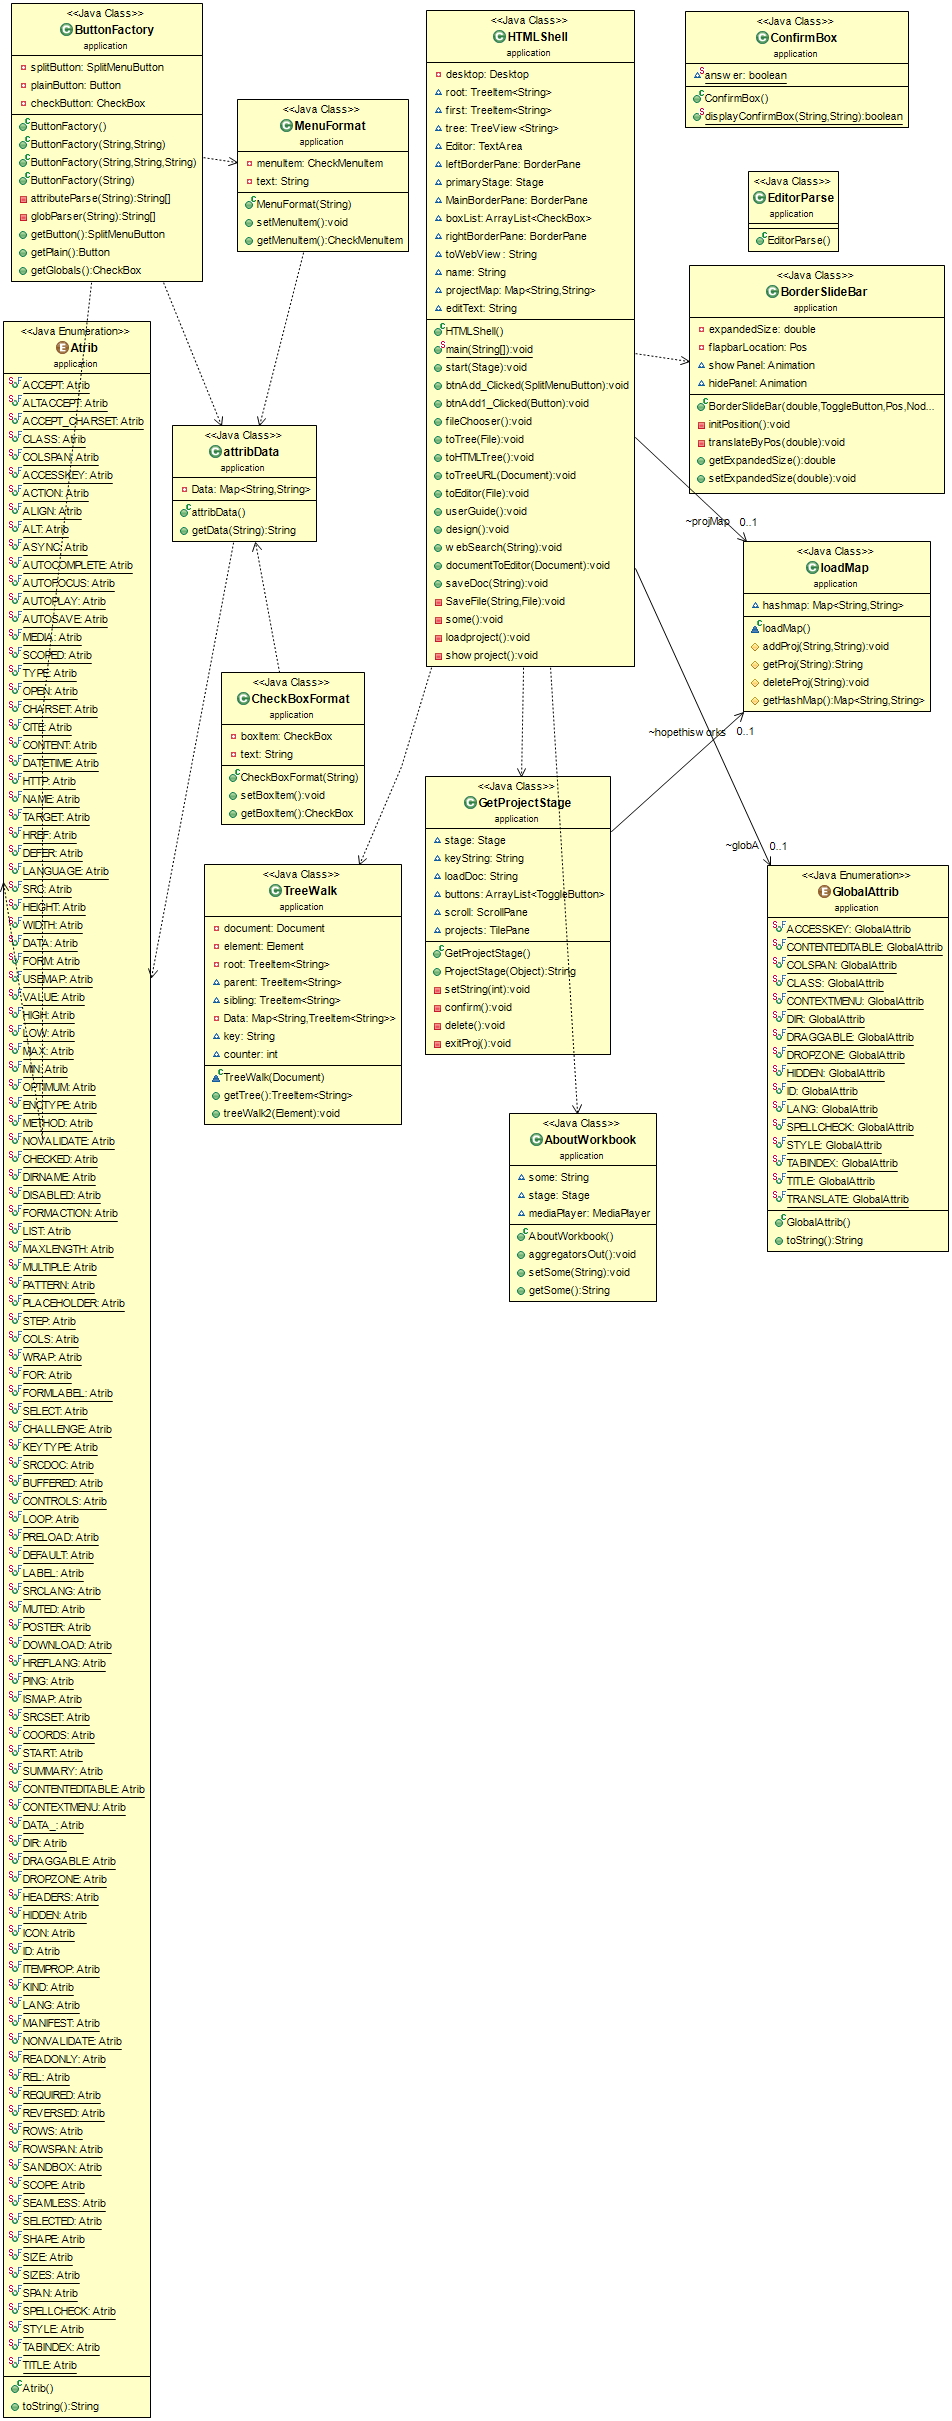 <<Java Class>>
ButtonFactory
application
splitButton: SplitMenuButton
plainButton: Button
checkButton: CheckBox
ButtonFactory()
ButtonFactory(String,String)
ButtonFactory(String,String,String)
ButtonFactory(String)
attributeParse(String):String[]
globParser(String):String[]
getButton():SplitMenuButton
getPlain():Button
getGlobals():CheckBox
<<Java Class>>
MenuFormat
application
menuItem: CheckMenuItem
text: String
MenuFormat(String)
setMenuItem():void
getMenuItem():CheckMenuItem
<<Java Class>>
HTMLShell
application
desktop: Desktop
root: TreeItem<String>
first: TreeItem<String>
tree: TreeView<String>
Editor: TextArea
leftBorderPane: BorderPane
primaryStage: Stage
MainBorderPane: BorderPane
boxList: ArrayList<CheckBox>
rightBorderPane: BorderPane
toWebView: String
name: String
projectMap: Map<String,String>
editText: String
HTMLShell()
main(String[]):void
start(Stage):void
btnAdd_Clicked(SplitMenuButton):void
btnAdd1_Clicked(Button):void
fileChooser():void
toTree(File):void
toHTMLTree():void
toTreeURL(Document):void
toEditor(File):void
userGuide():void
design():void
webSearch(String):void
documentToEditor(Document):void
saveDoc(String):void
SaveFile(String,File):void
some():void
loadproject():void
showproject():void
<<Java Class>>
ConfirmBox
application
answer: boolean
ConfirmBox()
displayConfirmBox(String,String):boolean
<<Java Class>>
EditorParse
application
EditorParse()
<<Java Class>>
BorderSlideBar
application
expandedSize: double
flapbarLocation: Pos
showPanel: Animation
hidePanel: Animation
BorderSlideBar(double,ToggleButton,Pos,Nod...
initPosition():void
translateByPos(double):void
getExpandedSize():double
setExpandedSize(double):void
<<Java Class>>
attribData
application
Data: Map<String,String>
attribData()
getData(String):String
<<Java Class>>
CheckBoxFormat
application
boxItem: CheckBox
text: String
CheckBoxFormat(String)
setBoxItem():void
getBoxItem():CheckBox
~projMap 0..1
<<Java Class>>
loadMap
application
hashmap: Map<String,String>
loadMap()
addProj(String,String):void
getProj(String):String
deleteProj(String):void
getHashMap():Map<String,String>
~hopethisworks 0..1
<<Java Class>>
GetProjectStage
application
stage: Stage
keyString: String
loadDoc: String
buttons: ArrayList<ToggleButton>
scroll: ScrollPane
projects: TilePane
GetProjectStage()
ProjectStage(Object):String
setString(int):void
confirm():void
delete():void
exitProj():void
<<Java Class>>
TreeWalk
application
document: Document
element: Element
root: TreeItem<String>
parent: TreeItem<String>
sibling: TreeItem<String>
Data: Map<String,TreeItem<String>>
key: String
counter: int
TreeWalk(Document)
getTree():TreeItem<String>
treeWalk2(Element):void
<<Java Class>>
AboutWorkbook
application
some: String
stage: Stage
mediaPlayer: MediaPlayer
AboutWorkbook()
aggregatorsOut():void
setSome(String):void
getSome():String
~globA 0..1
<<Java Enumeration>>
GlobalAttrib
application
ACCESSKEY: GlobalAttrib
CONTENTEDITABLE: GlobalAttrib
COLSPAN: GlobalAttrib
CLASS: GlobalAttrib
CONTEXTMENU: GlobalAttrib
DIR: GlobalAttrib
DRAGGABLE: GlobalAttrib
DROPZONE: GlobalAttrib
HIDDEN: GlobalAttrib
ID: GlobalAttrib
LANG: GlobalAttrib
SPELLCHECK: GlobalAttrib
STYLE: GlobalAttrib
TABINDEX: GlobalAttrib
TITLE: GlobalAttrib
TRANSLATE: GlobalAttrib
GlobalAttrib()
toString():String
<<Java Enumeration>>
Atrib
application
ACCEPT: Atrib
ALTACCEPT: Atrib
ACCEPT_CHARSET: Atrib
CLASS: Atrib
COLSPAN: Atrib
ACCESSKEY: Atrib
ACTION: Atrib
ALIGN: Atrib
ALT: Atrib
ASYNC: Atrib
AUTOCOMPLETE: Atrib
AUTOFOCUS: Atrib
AUTOPLAY: Atrib
AUTOSAVE: Atrib
MEDIA: Atrib
SCOPED: Atrib
TYPE: Atrib
OPEN: Atrib
CHARSET: Atrib
CITE: Atrib
CONTENT: Atrib
DATETIME: Atrib
HTTP: Atrib
NAME: Atrib
TARGET: Atrib
HREF: Atrib
DEFER: Atrib
LANGUAGE: Atrib
SRC: Atrib
HEIGHT: Atrib
WIDTH: Atrib
DATA: Atrib
FORM: Atrib
USEMAP: Atrib
VALUE: Atrib
HIGH: Atrib
LOW: Atrib
MAX: Atrib
MIN: Atrib
OPTIMUM: Atrib
ENCTYPE: Atrib
METHOD: Atrib
NOVALIDATE: Atrib
CHECKED: Atrib
DIRNAME: Atrib
DISABLED: Atrib
FORMACTION: Atrib
LIST: Atrib
MAXLENGTH: Atrib
MULTIPLE: Atrib
PATTERN: Atrib
PLACEHOLDER: Atrib
STEP: Atrib
COLS: Atrib
WRAP: Atrib
FOR: Atrib
FORMLABEL: Atrib
SELECT: Atrib
CHALLENGE: Atrib
KEYTYPE: Atrib
SRCDOC: Atrib
BUFFERED: Atrib
CONTROLS: Atrib
LOOP: Atrib
PRELOAD: Atrib
DEFAULT: Atrib
LABEL: Atrib
SRCLANG: Atrib
MUTED: Atrib
POSTER: Atrib
DOWNLOAD: Atrib
HREFLANG: Atrib
PING: Atrib
ISMAP: Atrib
SRCSET: Atrib
COORDS: Atrib
START: Atrib
SUMMARY: Atrib
CONTENTEDITABLE: Atrib
CONTEXTMENU: Atrib
DATA_: Atrib
DIR: Atrib
DRAGGABLE: Atrib
DROPZONE: Atrib
HEADERS: Atrib
HIDDEN: Atrib
ICON: Atrib
ID: Atrib
ITEMPROP: Atrib
KIND: Atrib
LANG: Atrib
MANIFEST: Atrib
NONVALIDATE: Atrib
READONLY: Atrib
REL: Atrib
REQUIRED: Atrib
REVERSED: Atrib
ROWS: Atrib
ROWSPAN: Atrib
SANDBOX: Atrib
SCOPE: Atrib
SEAMLESS: Atrib
SELECTED: Atrib
SHAPE: Atrib
SIZE: Atrib
SIZES: Atrib
SPAN: Atrib
SPELLCHECK: Atrib
STYLE: Atrib
TABINDEX: Atrib
TITLE: Atrib
Atrib()
toString():String